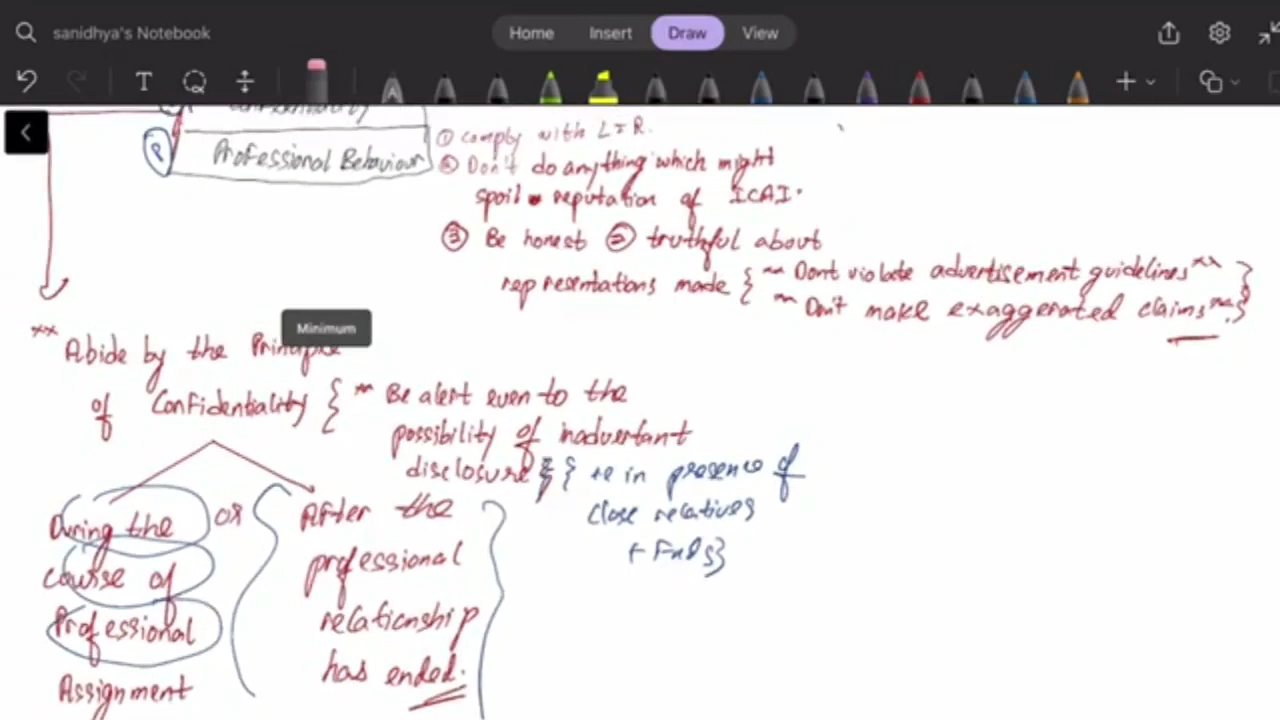 sanidhya's Notebook
Home Insert Draw View
Confidentiality
P Professional Behaviour
① Comply with L+R.
② Don't do anything which might
spoil reputation of ICAI.
③ Be honest truthful about
representations made { ** Dont violate advertisement guidelines ** }
** Don't make exaggerated claims **. }
Minimum
** Abide by the Principle
of Confidentiality { ** Be alert even to the
possibility of inadvertant
disclosure } { +e in presence of
close relatives
+ Fnds }
During the or After the
course of professional
Professional relationship
Assignment has ended.